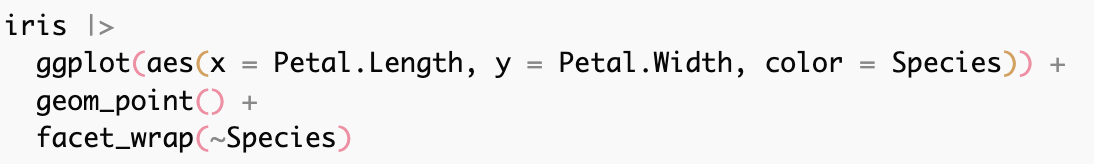 iris |>
  ggplot(aes(x = Petal.Length, y = Petal.Width, color = Species)) +
  geom_point() +
  facet_wrap(~Species)